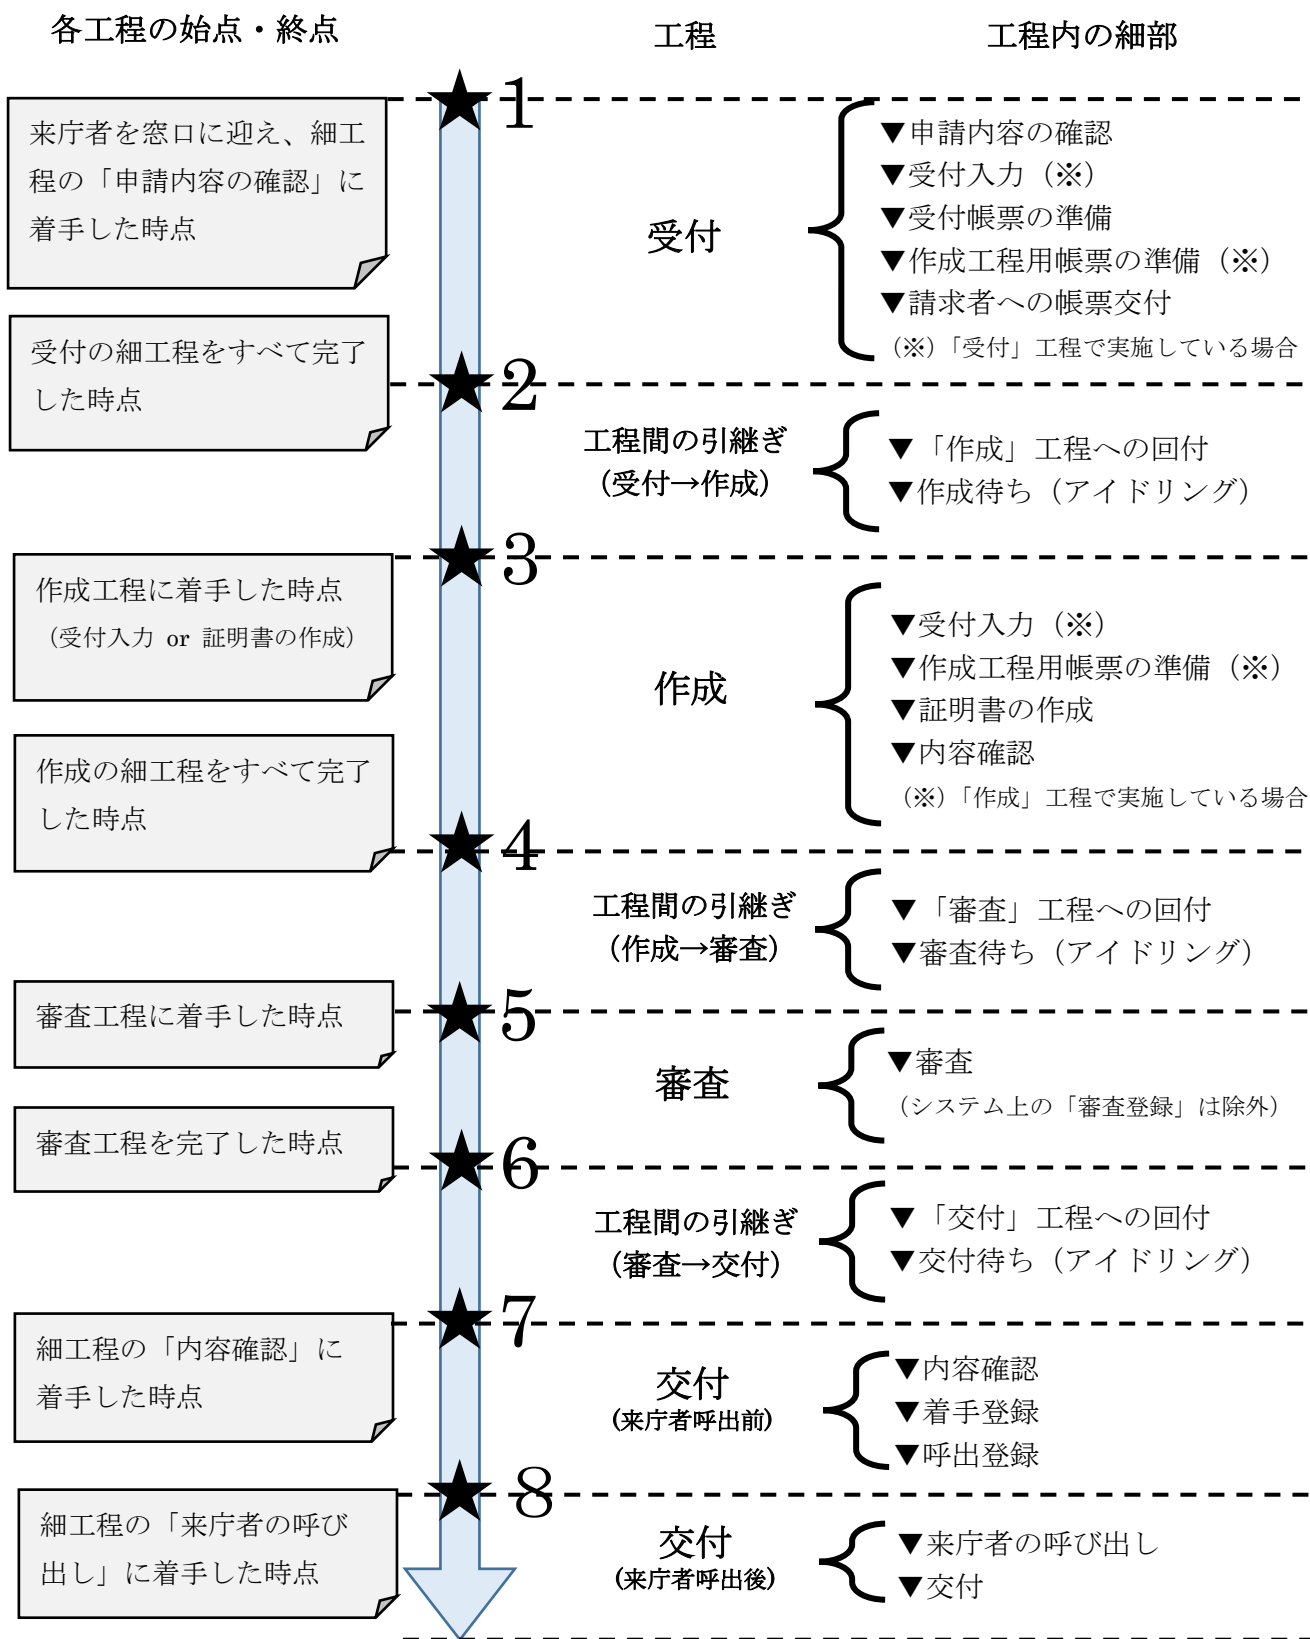 各工程の始点・終点
工程
工程内の細部
1
来庁者を窓口に迎え、細工
程の「申請内容の確認」に
着手した時点
受付
▼申請内容の確認
▼受付入力（※）
▼受付帳票の準備
▼作成工程用帳票の準備（※）
▼請求者への帳票交付
（※）「受付」工程で実施している場合
2
受付の細工程をすべて完了
した時点
工程間の引継ぎ
（受付→作成）
▼「作成」工程への回付
▼作成待ち（アイドリング）
3
作成工程に着手した時点
（受付入力 or 証明書の作成）
作成
▼受付入力（※）
▼作成工程用帳票の準備（※）
▼証明書の作成
▼内容確認
（※）「作成」工程で実施している場合
4
作成の細工程をすべて完了
した時点
工程間の引継ぎ
（作成→審査）
▼「審査」工程への回付
▼審査待ち（アイドリング）
5
審査工程に着手した時点
審査
▼審査
（システム上の「審査登録」は除外）
6
審査工程を完了した時点
工程間の引継ぎ
（審査→交付）
▼「交付」工程への回付
▼交付待ち（アイドリング）
7
細工程の「内容確認」に
着手した時点
交付
（来庁者呼出前）
▼内容確認
▼着手登録
▼呼出登録
8
細工程の「来庁者の呼び
出し」に着手した時点
交付
（来庁者呼出後）
▼来庁者の呼び出し
▼交付